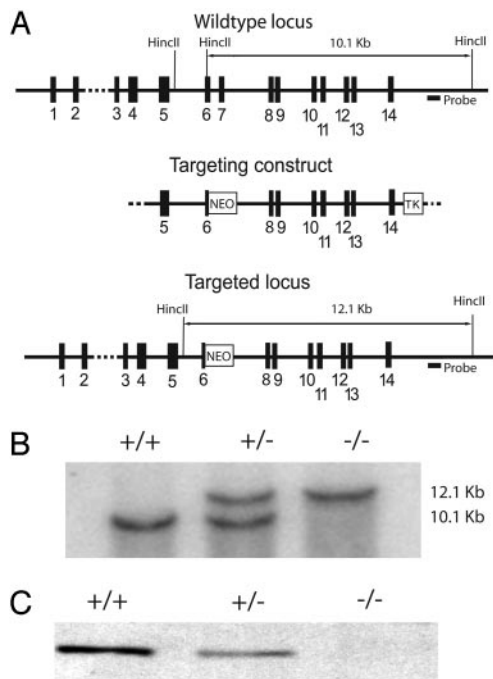 A
Wildtype locus
HincII HincII 10.1 Kb HincII
Probe
1 2 3 4 5 6 7 8 9 10 11 12 13 14
Targeting construct
NEO TK
5 6 8 9 10 11 12 13 14
Targeted locus
HincII 12.1 Kb HincII
NEO
Probe
1 2 3 4 5 6 8 9 10 11 12 13 14
B
+/+ +/- -/-
12.1 Kb
10.1 Kb
C
+/+ +/- -/-